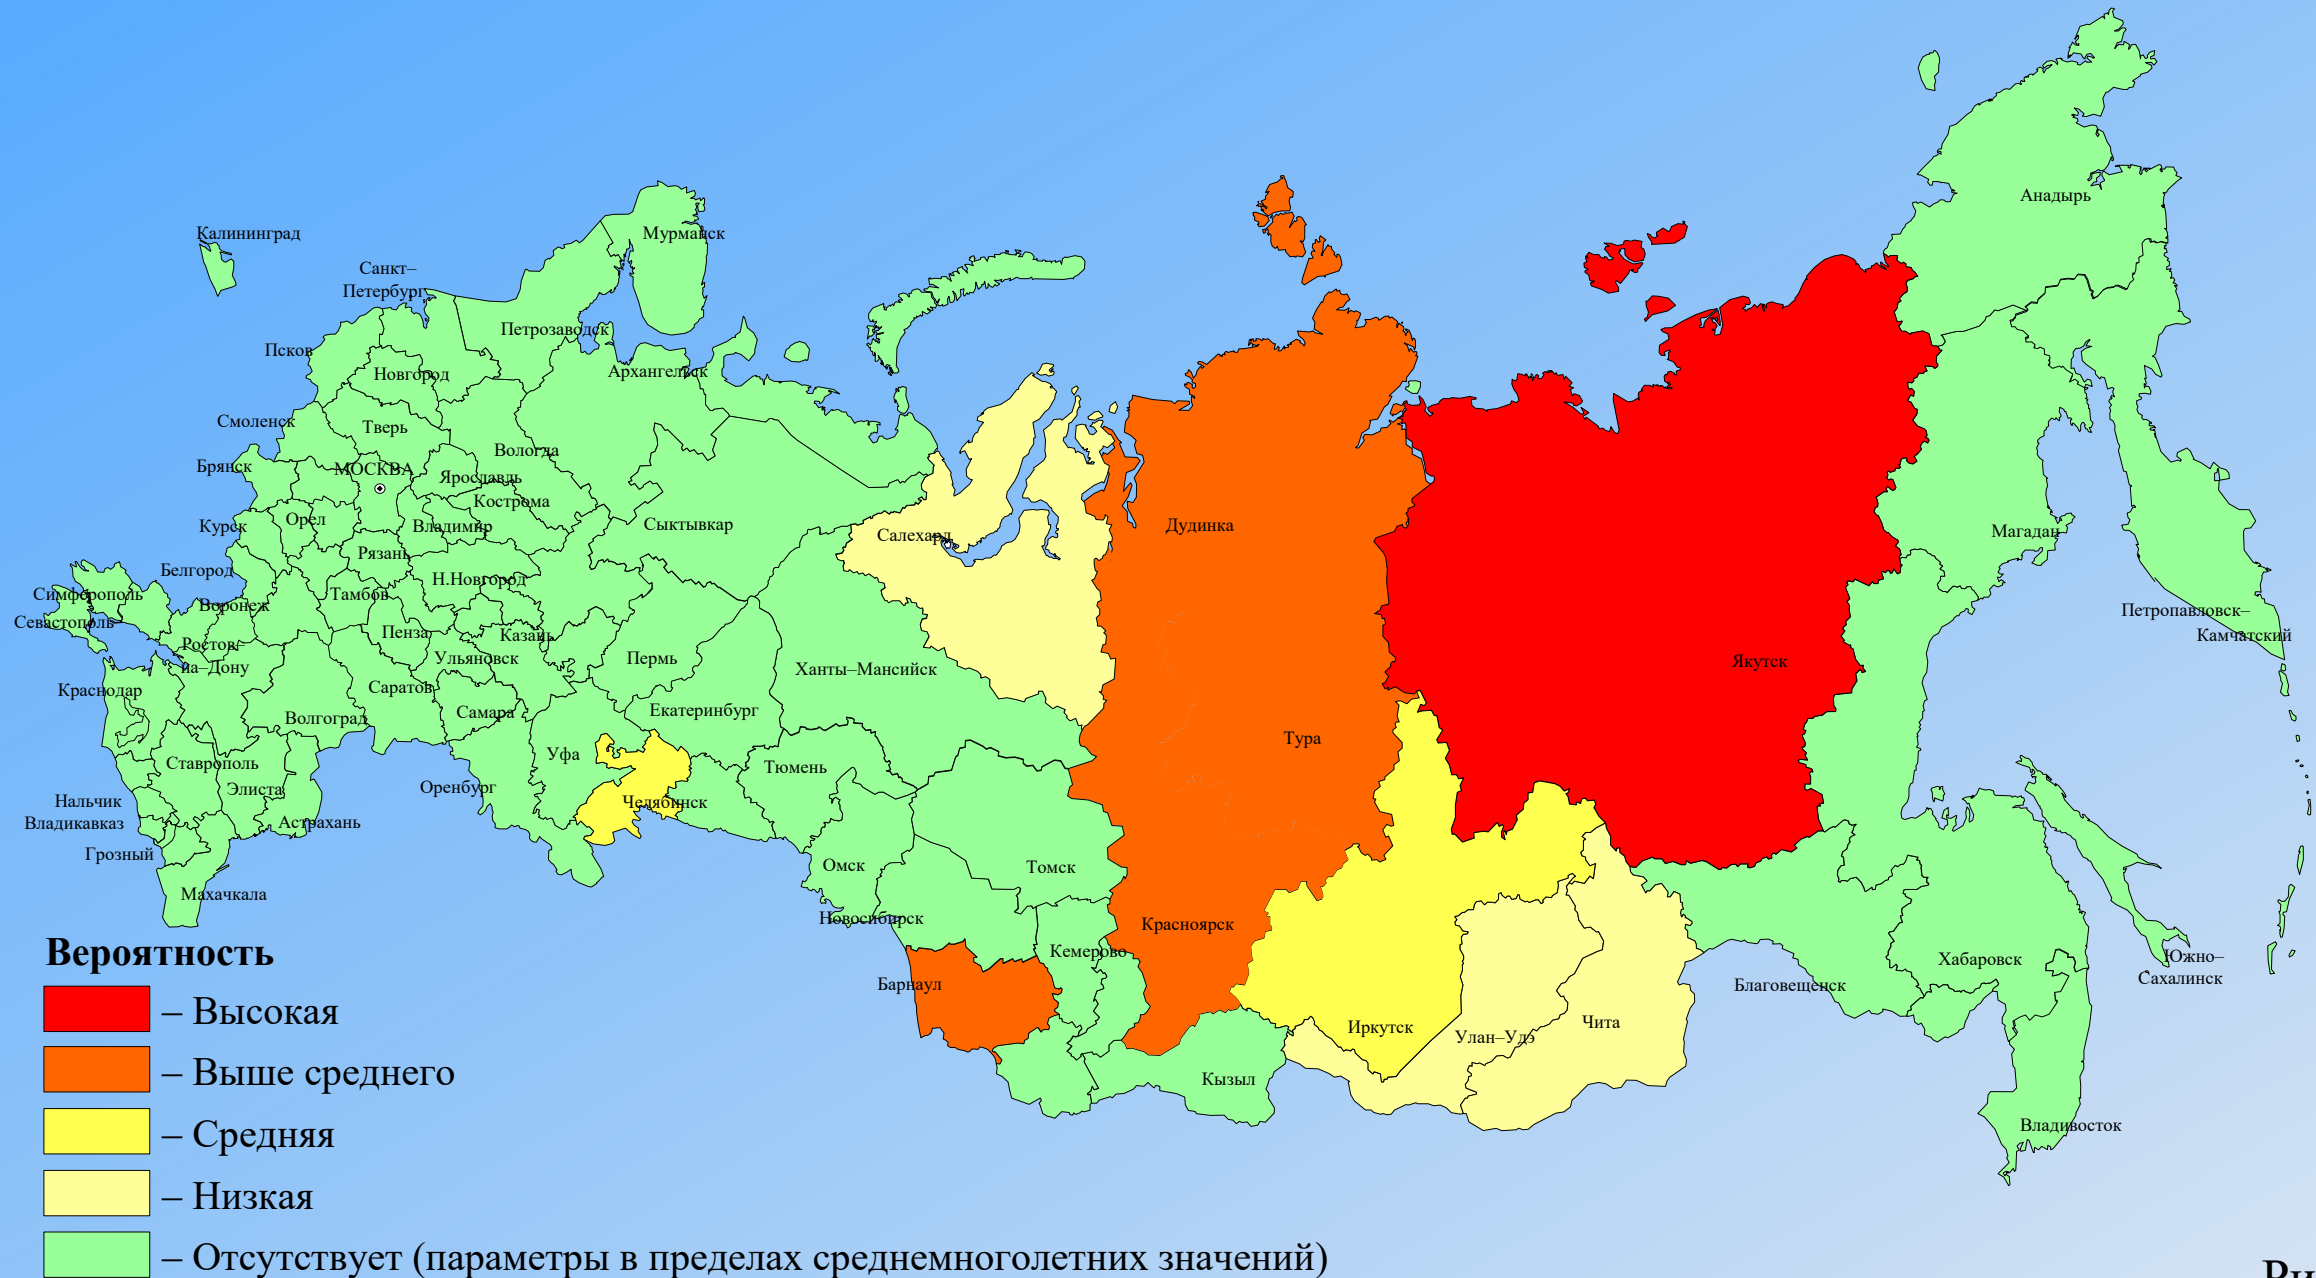 Анадырь
Калининград
Мурманск
Санкт–
Петербург
Петрозаводск
Псков
Новгород
Архангельск
Смоленск
Тверь
Вологда
Брянск
МОСКВА
Ярославль
Кострома
Курск
Орел
Владимир
Сыктывкар
Салехард
Дудинка
Магадан
Рязань
Белгород
Н.Новгород
Симферополь
Воронеж
Тамбов
Севастополь
Пенза
Казань
Петропавловск–
Камчатский
Ростов–
на–Дону
Ульяновск
Пермь
Ханты–Мансийск
Якутск
Краснодар
Саратов
Самара
Екатеринбург
Волгоград
Тура
Уфа
Ставрополь
Тюмень
Элиста
Оренбург
Нальчик
Челябинск
Владикавказ
Астрахань
Грозный
Омск
Томск
Махачкала
Новосибирск
Красноярск
Кемерово
Барнаул
Хабаровск
Южно–
Сахалинск
Благовещенск
Иркутск
Улан–Удэ
Чита
Кызыл
Владивосток
Вероятность
– Высокая
– Выше среднего
– Средняя
– Низкая
– Отсутствует (параметры в пределах среднемноголетних значений)